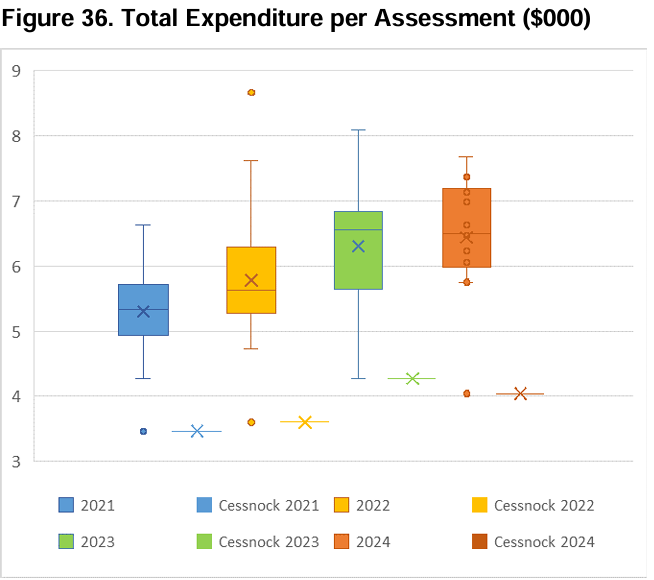 Figure 36. Total Expenditure per Assessment ($000)
9
8
7
6
5
4
3
2021 Cessnock 2021 2022 Cessnock 2022
2023 Cessnock 2023 2024 Cessnock 2024